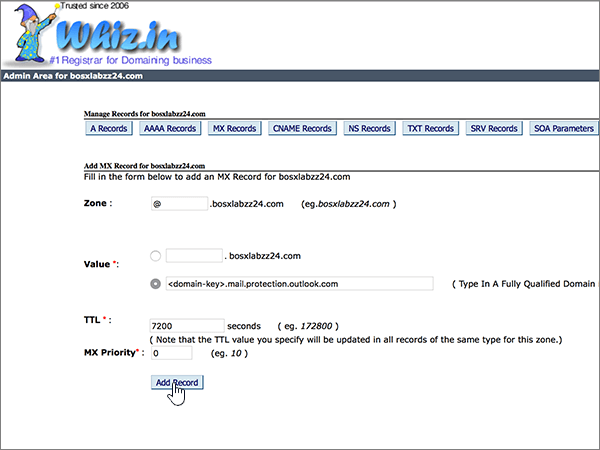 Trusted since 2006
Whiz.in
#1 Registrar for Domaining business
Admin Area for bosxlabzz24.com
Manage Records for bosxlabzz24.com
A Records AAAA Records MX Records CNAME Records NS Records TXT Records SRV Records SOA Parameters
Add MX Record for bosxlabzz24.com
Fill in the form below to add an MX Record for bosxlabzz24.com
Zone : @ .bosxlabzz24.com (eg.bosxlabzz24.com )
. bosxlabzz24.com
Value *:
<domain-key>.mail.protection.outlook.com ( Type In A Fully Qualified Domain
TTL * : 7200 seconds ( eg. 172800 )
( Note that the TTL value you specify will be updated in all records of the same type for this zone.)
MX Priority* : 0 (eg. 10 )
Add Record